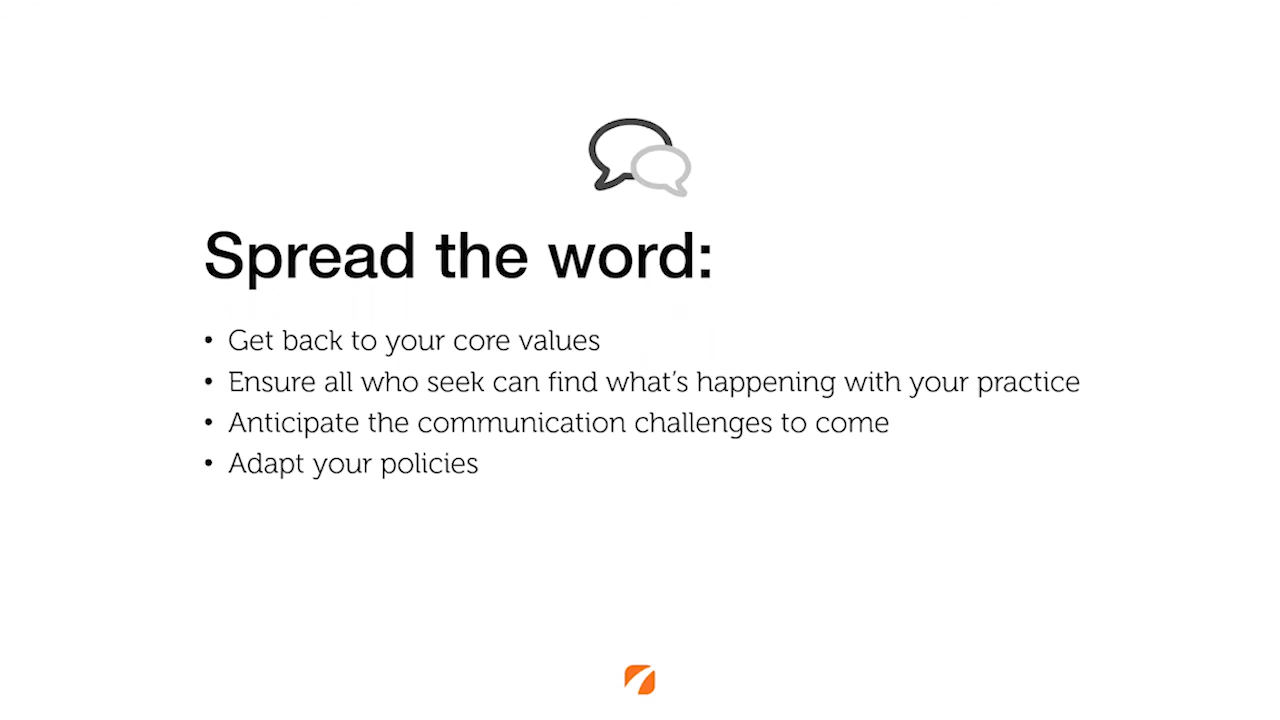 Spread the word:
• Get back to your core values
• Ensure all who seek can find what’s happening with your practice
• Anticipate the communication challenges to come
• Adapt your policies